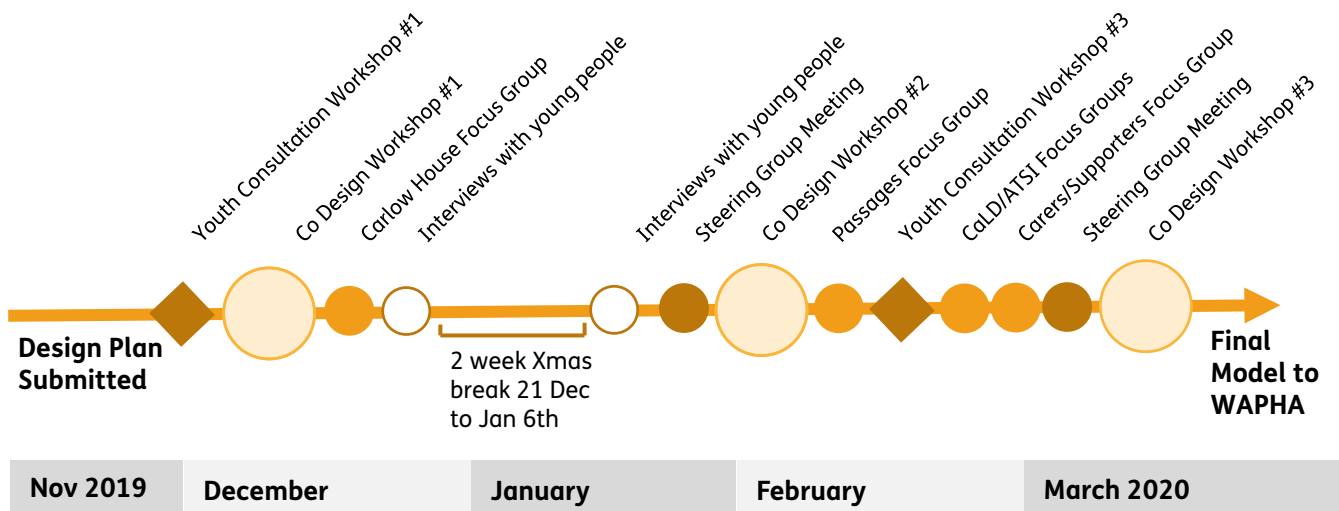 Youth Consultation Workshop #1
Co Design Workshop #1
Carlow House Focus Group
Interviews with young people
Interviews with young people
Steering Group Meeting
Co Design Workshop #2
Passages Focus Group
Youth Consultation Workshop #3
CaLD/ATSI Focus Groups
Carers/Supporters Focus Group
Steering Group Meeting
Co Design Workshop #3
Design Plan
Submitted
2 week Xmas
break 21 Dec
to Jan 6th
Final
Model to
WAPHA
Nov 2019
December
January
February
March 2020